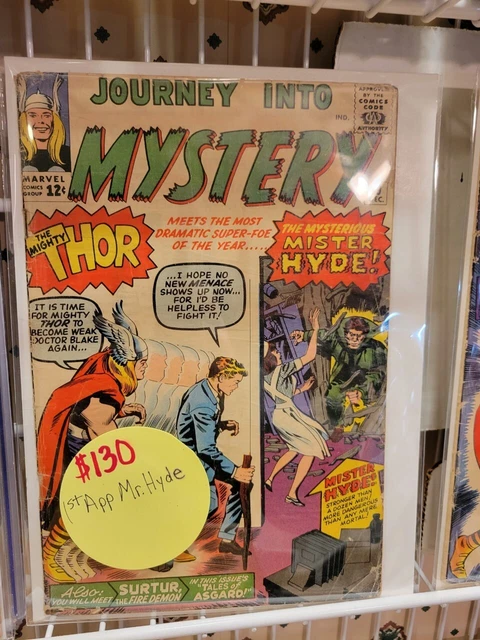 JOURNEY INTO
MYSTERY
IND.
APPROVED
BY THE
COMICS
CODE
AUTHORITY
MARVEL
COMICS
GROUP
12¢
DEC.
THE
MIGHTY
THOR
MEETS THE MOST
DRAMATIC SUPER-FOE
OF THE YEAR....
THE MYSTERIOUS
MISTER
HYDE!
IT IS TIME
FOR MIGHTY
THOR TO
BECOME WEAK
DOCTOR BLAKE
AGAIN...
...I HOPE NO
NEW MENACE
SHOWS UP NOW...
FOR I'D BE
HELPLESS TO
FIGHT IT!
$130
1st App Mr. Hyde
MISTER
HYDE!
STRONGER THAN
A DOZEN MEN!
MORE DANGEROUS
THAN ANY MERE
MORTAL!
Also:
YOU WILL MEET
SURTUR,
THE FIRE DEMON
IN THIS ISSUE'S
"TALES OF
ASGARD!"